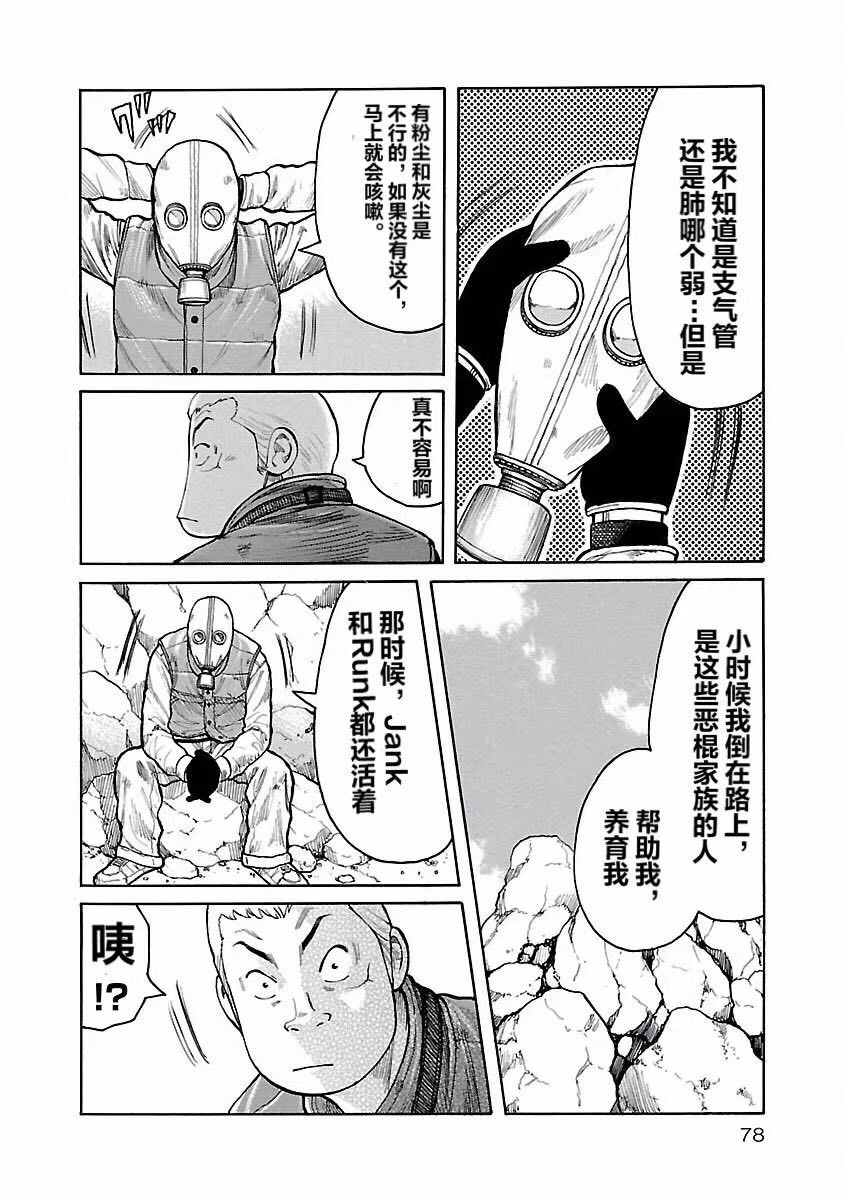 我不知道是支气管
还是肺哪个弱…但是
有粉尘和灰尘是
不行的，如果没有这个，
马上就会咳嗽。
グググッ
真不容易啊
小时候我倒在路上，
是这些恶棍家族的人
帮助我，
养育我
那时候，Jank
和Runk都还活着
咦
!?
78